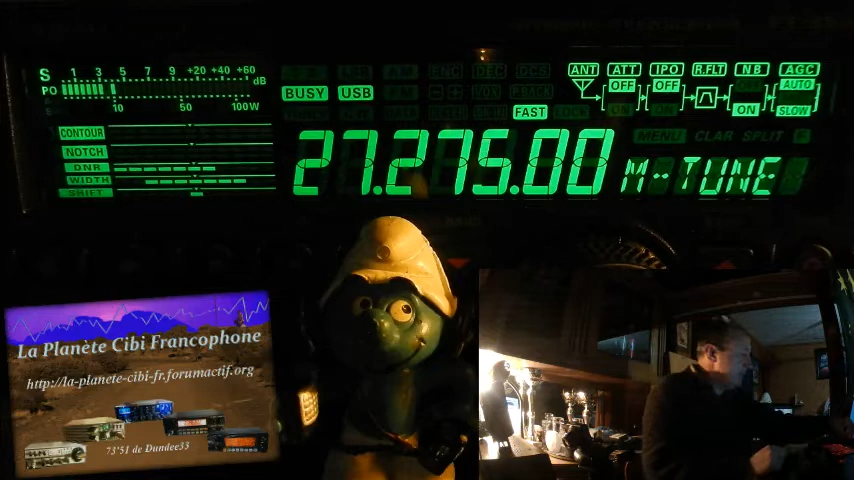 S 1 3 5 7 9 +20 +40 +60 dB
PO
10 50 100W
ANT ATT IPO R.FLT NB AGC
OFF OFF AUTO
ON SLOW
BUSY USB
FAST
CONTOUR
NOTCH
DNR
WIDTH
SHIFT
MENU CLAR SPLIT
27.275.00 M-TUNE
La Planète Cibi Francophone
http://la-planete-cibi-fr.forumactif.org
73'51 de Dundee33